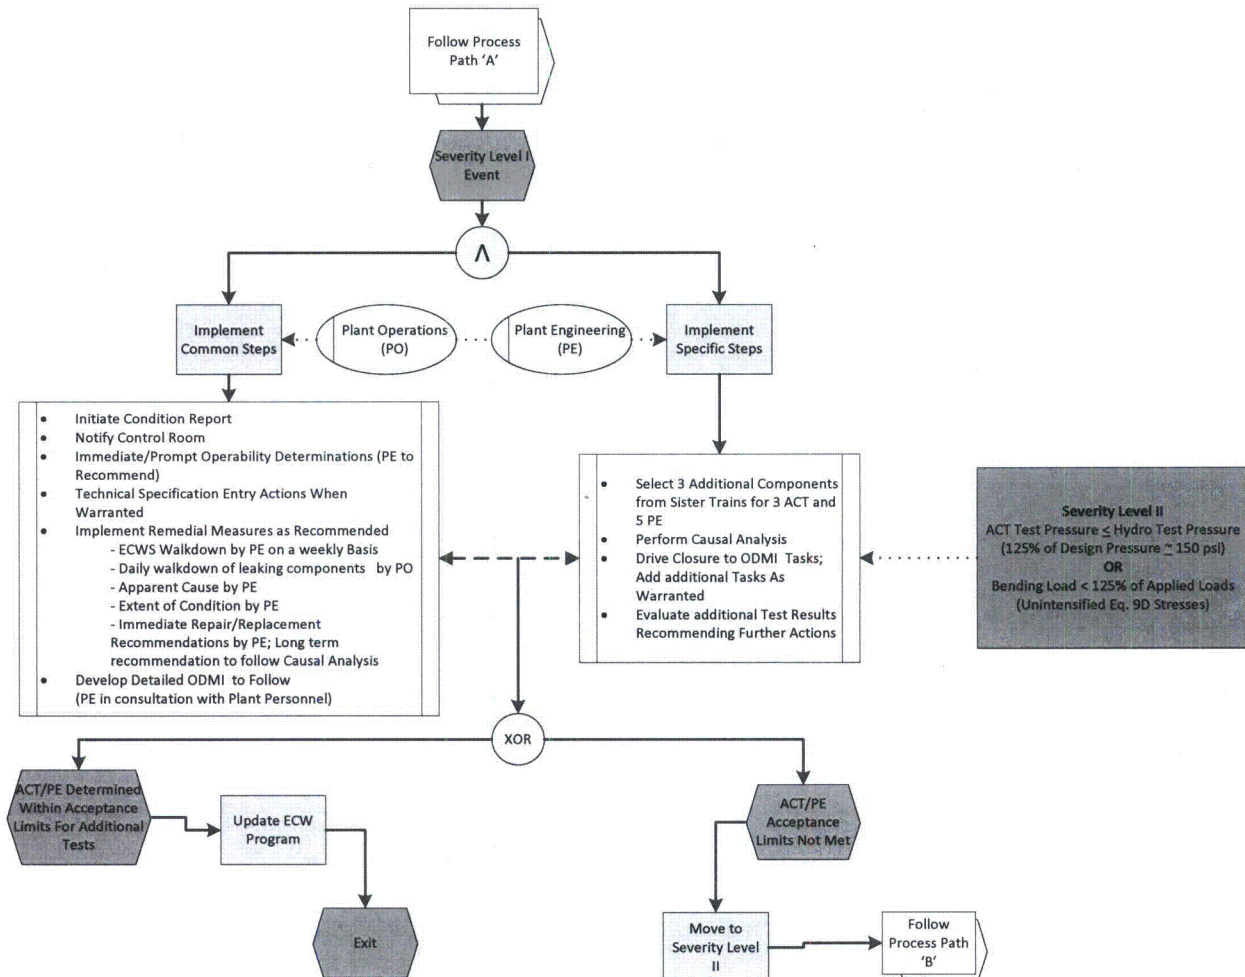 Follow Process
Path ‘A’
Severity Level I
Event
Λ
Implement
Common Steps
Plant Operations
(PO)
Plant Engineering
(PE)
Implement
Specific Steps
• Initiate Condition Report
• Notify Control Room
• Immediate/Prompt Operability Determinations (PE to
Recommend)
• Technical Specification Entry Actions When
Warranted
• Implement Remedial Measures as Recommended
- ECWS Walkdown by PE on a weekly Basis
- Daily walkdown of leaking components by PO
- Apparent Cause by PE
- Extent of Condition by PE
- Immediate Repair/Replacement
Recommendations by PE; Long term
recommendation to follow Causal Analysis
• Develop Detailed ODMI to Follow
(PE in consultation with Plant Personnel)
• Select 3 Additional Components
from Sister Trains for 3 ACT and
5 PE
• Perform Causal Analysis
• Drive Closure to ODMI Tasks;
Add additional Tasks As
Warranted
• Evaluate additional Test Results
Recommending Further Actions
Severity Level II
ACT Test Pressure ≤ Hydro Test Pressure
(125% of Design Pressure ~ 150 psi)
OR
Bending Load < 125% of Applied Loads
(Unintensified Eq. 9D Stresses)
XOR
ACT/PE Determined
Within Acceptance
Limits For Additional
Tests
Update ECW
Program
Exit
ACT/PE
Acceptance
Limits Not Met
Move to
Severity Level
II
Follow
Process Path
‘B’